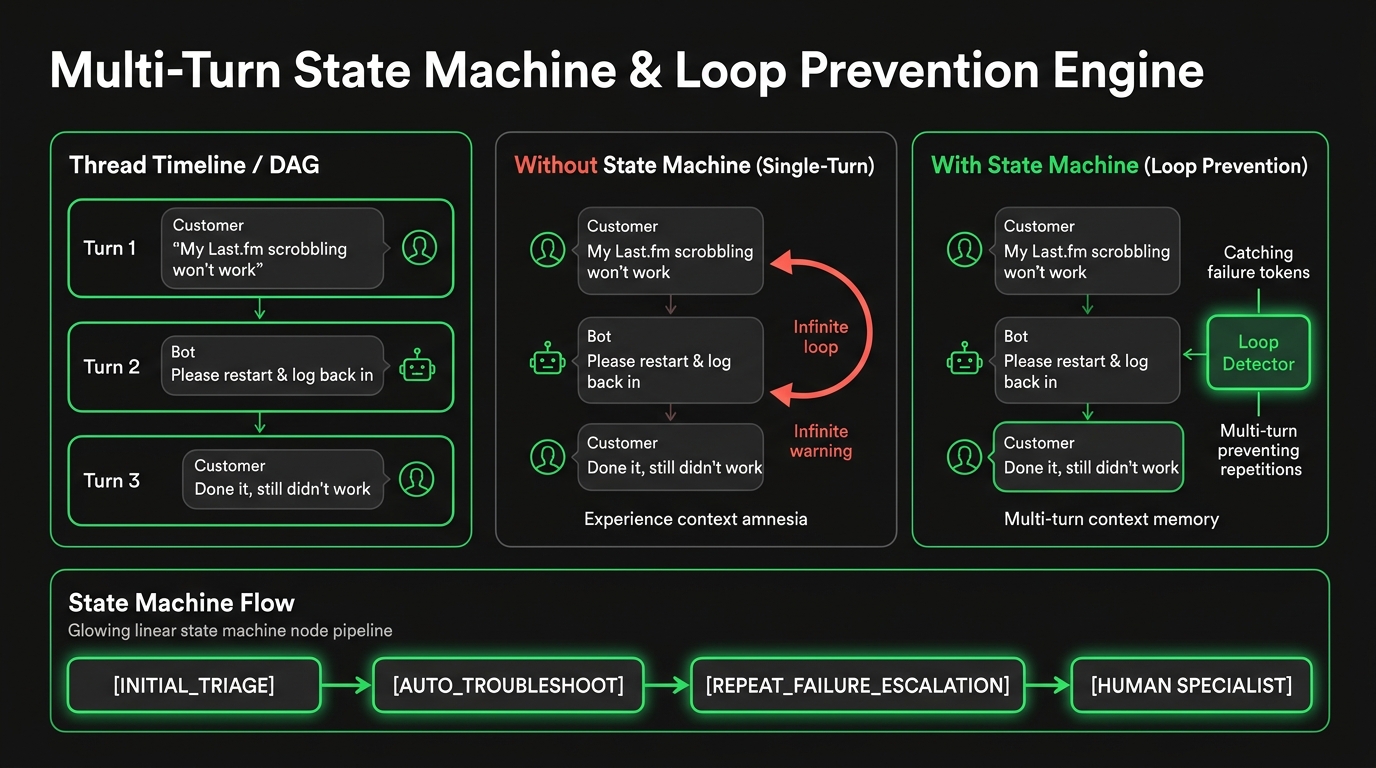 Multi-Turn State Machine & Loop Prevention Engine
Thread Timeline / DAG
Turn 1
Customer
“My Last.fm scrobbling
won't work”
Turn 2
Bot
Please restart & log back in
Turn 3
Customer
Done it, still didn't work
Without State Machine (Single-Turn)
Customer
My Last.fm scrobbling
won't work
Bot
Please restart & log
back in
Customer
Done it, still didn't work
Infinite
loop
Infinite
warning
Experience context amnesia
With State Machine (Loop Prevention)
Customer
My Last.fm scrobbling
won't work
Bot
Please restart & log
back in
Customer
Done it, still didn't work
Catching
failure tokens
Loop
Detector
Multi-turn
preventing
repetitions
Multi-turn context memory
State Machine Flow
Glowing linear state machine node pipeline
[INITIAL_TRIAGE]
[AUTO_TROUBLESHOOT]
[REPEAT_FAILURE_ESCALATION]
[HUMAN SPECIALIST]